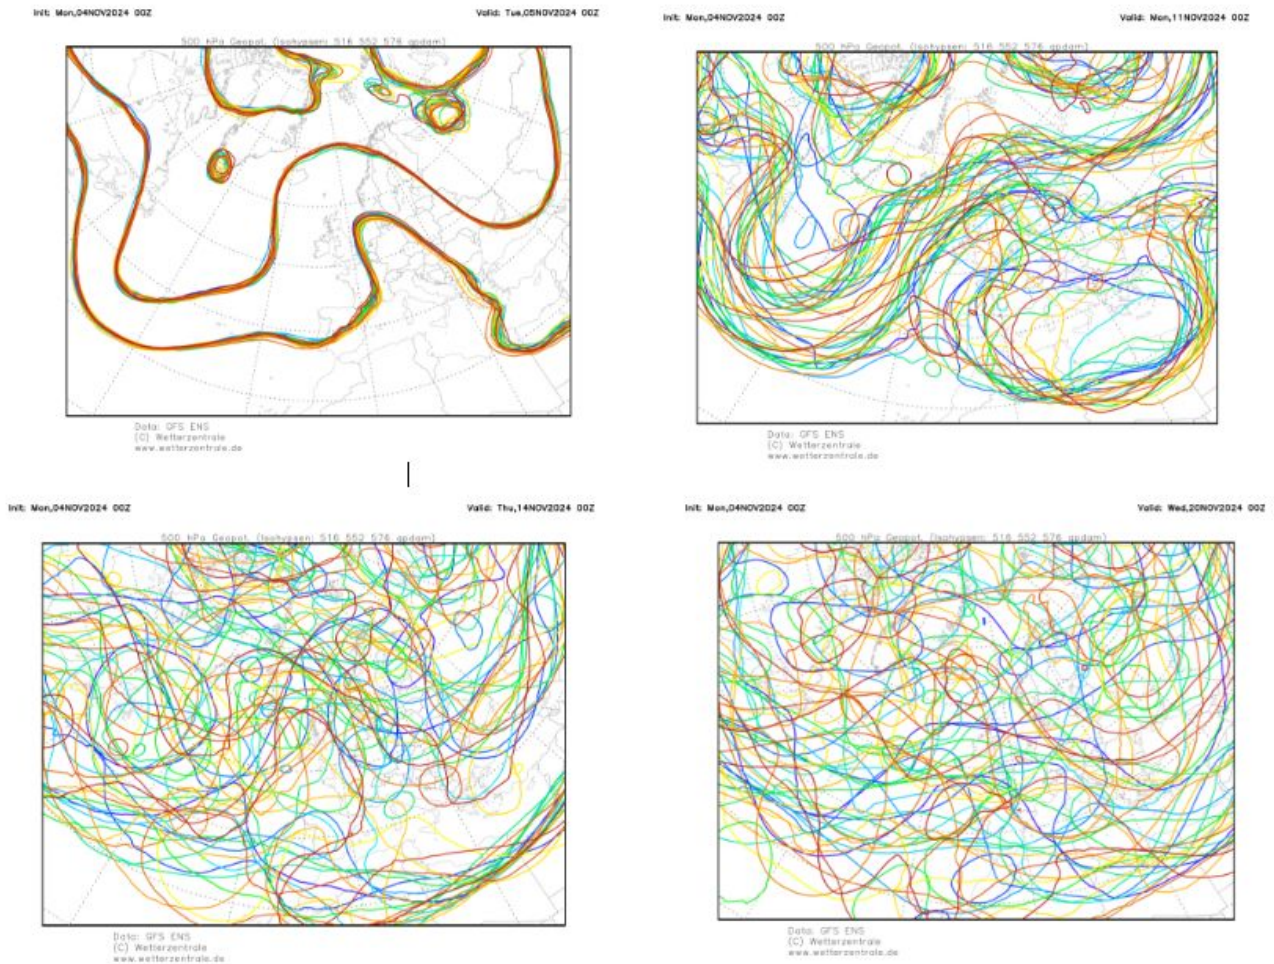 Init: Mon,04NOV2024 00Z Valid: Tue,05NOV2024 00Z
500 hPa Geopot. (Isohypsen: 516 552 576 gpdam)
Data: GFS ENS
(C) Wetterzentrale
www.wetterzentrale.de
Init: Mon,04NOV2024 00Z Valid: Mon,11NOV2024 00Z
500 hPa Geopot. (Isohypsen: 516 552 576 gpdam)
Data: GFS ENS
(C) Wetterzentrale
www.wetterzentrale.de
Init: Mon,04NOV2024 00Z Valid: Thu,14NOV2024 00Z
500 hPa Geopot. (Isohypsen: 516 552 576 gpdam)
Data: GFS ENS
(C) Wetterzentrale
www.wetterzentrale.de
Init: Mon,04NOV2024 00Z Valid: Wed,20NOV2024 00Z
500 hPa Geopot. (Isohypsen: 516 552 576 gpdam)
Data: GFS ENS
(C) Wetterzentrale
www.wetterzentrale.de